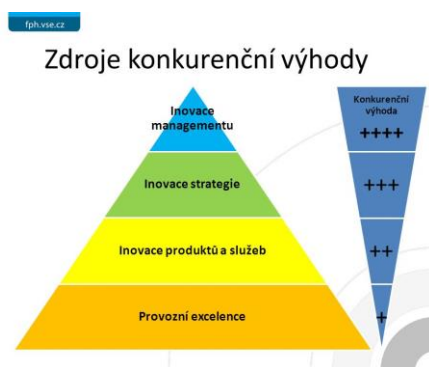 fph.vse.cz
Zdroje konkurenční výhody
Inovace
managementu
Konkurenční
výhoda
++++
Inovace strategie
+++
Inovace produktů a služeb
++
Provozní excelence
+